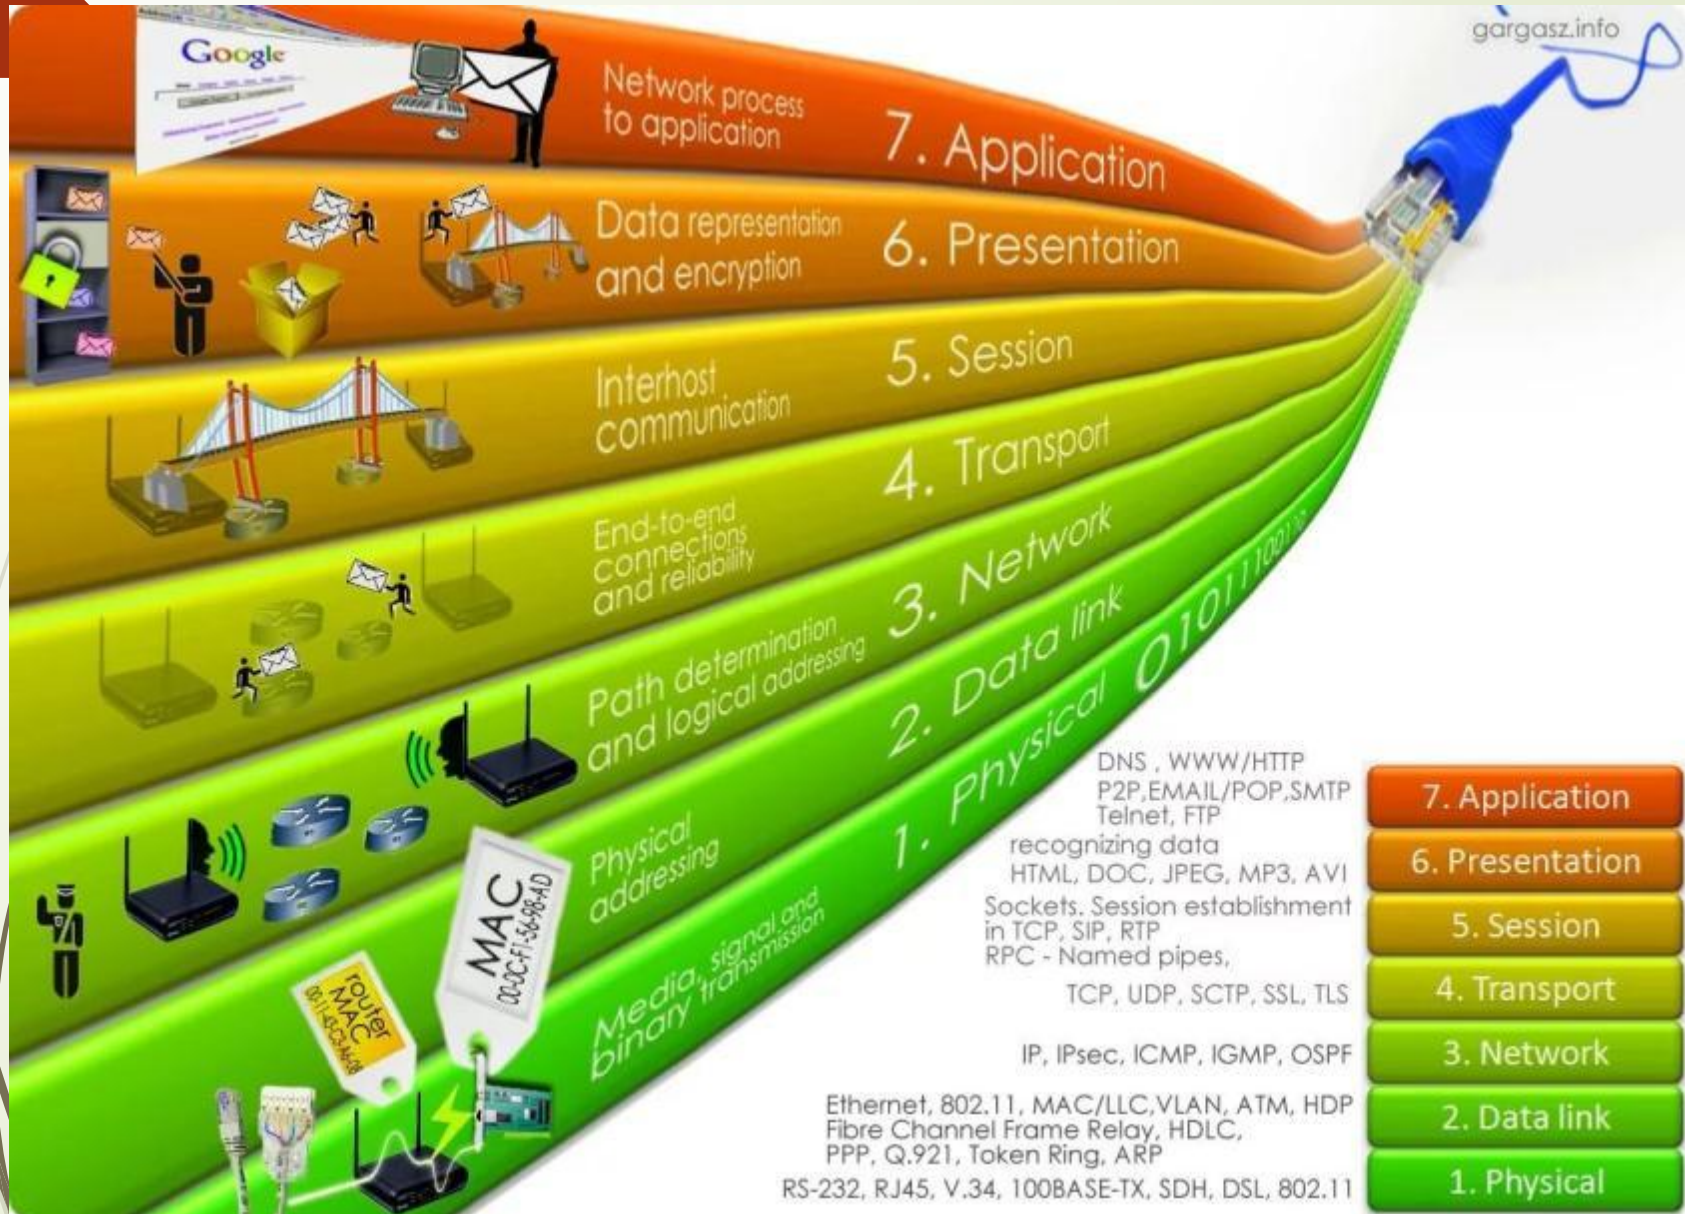 gargasz.info
Google
Network process
to application
7. Application
Data representation
and encryption
6. Presentation
Interhost
communication
5. Session
End-to-end
connections
and reliability
4. Transport
Path determination
and logical addressing
3. Network
Physical
addressing
2. Data link
Media, signal and
binary transmission
1. Physical
MAC
00-0C-F1-56-98-AD
router
MAC
DNS , WWW/HTTP
P2P,EMAIL/POP,SMTP
Telnet, FTP
7. Application
recognizing data
HTML, DOC, JPEG, MP3, AVI
6. Presentation
Sockets. Session establishment
in TCP, SIP, RTP
RPC - Named pipes,
5. Session
TCP, UDP, SCTP, SSL, TLS
4. Transport
IP, IPsec, ICMP, IGMP, OSPF
3. Network
Ethernet, 802.11, MAC/LLC,VLAN, ATM, HDP
Fibre Channel Frame Relay, HDLC,
PPP, Q.921, Token Ring, ARP
2. Data link
RS-232, RJ45, V.34, 100BASE-TX, SDH, DSL, 802.11
1. Physical